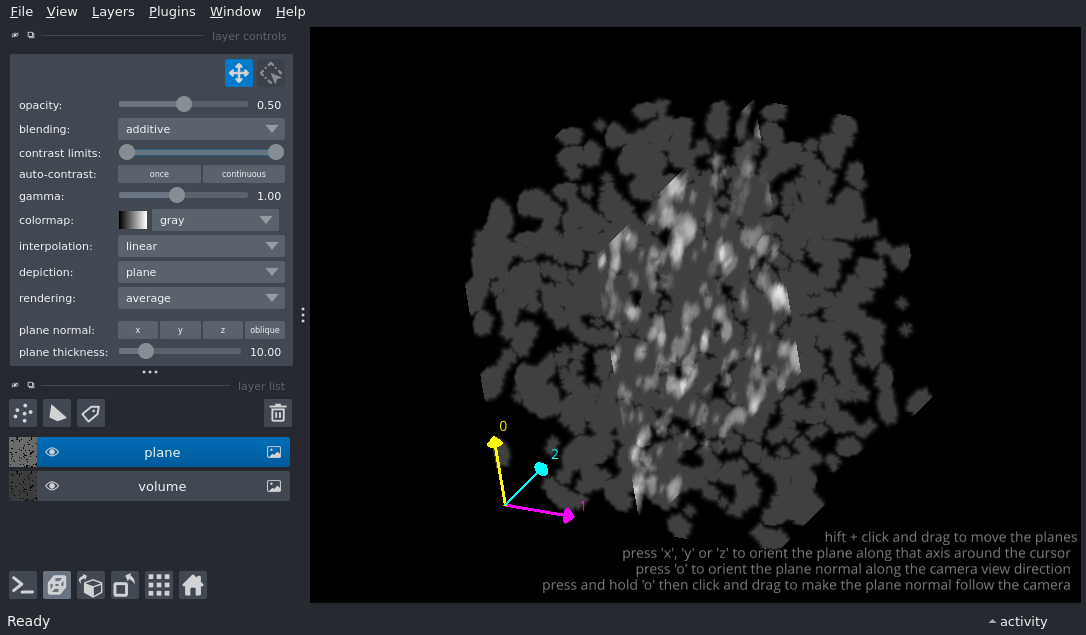 File View Layers Plugins Window Help
layer controls
opacity: 0.50
blending: additive
contrast limits:
auto-contrast: once continuous
gamma: 1.00
colormap: gray
interpolation: linear
depiction: plane
rendering: average
plane normal: x y z oblique
plane thickness: 10.00
layer list
plane
volume
0
2
1
hift + click and drag to move the planes
press 'x', 'y' or 'z' to orient the plane along that axis around the cursor
press 'o' to orient the plane normal along the camera view direction
press and hold 'o' then click and drag to make the plane normal follow the camera
Ready
activity